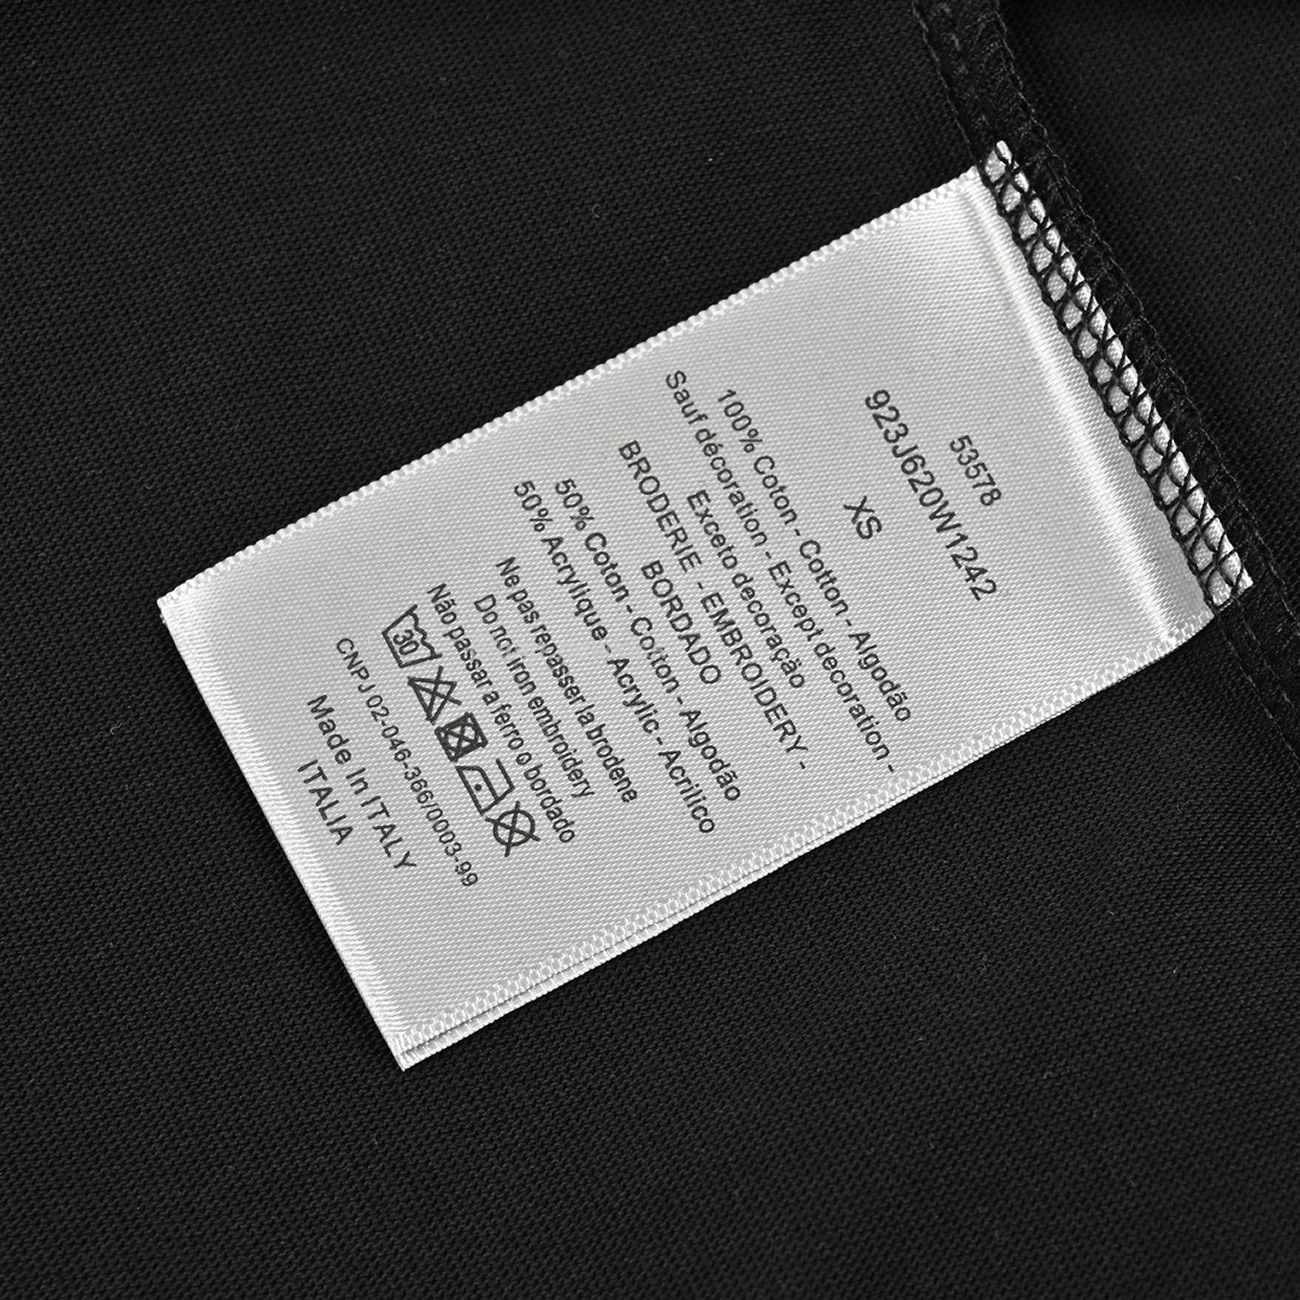 53578
923J620W1242
XS
100% Coton - Cotton - Algodão
Sauf décoration - Except decoration -
Exceto decoração
BRODERIE - EMBROIDERY -
BORDADO
50% Coton - Cotton - Algodão
50% Acrylique - Acrylic - Acrilico
Ne pas repasser la brodene
Do not iron embroidery
Não passar a ferro o bordado
30
CNPJ 02-046-366/0003-99
Made In ITALY
ITALIA